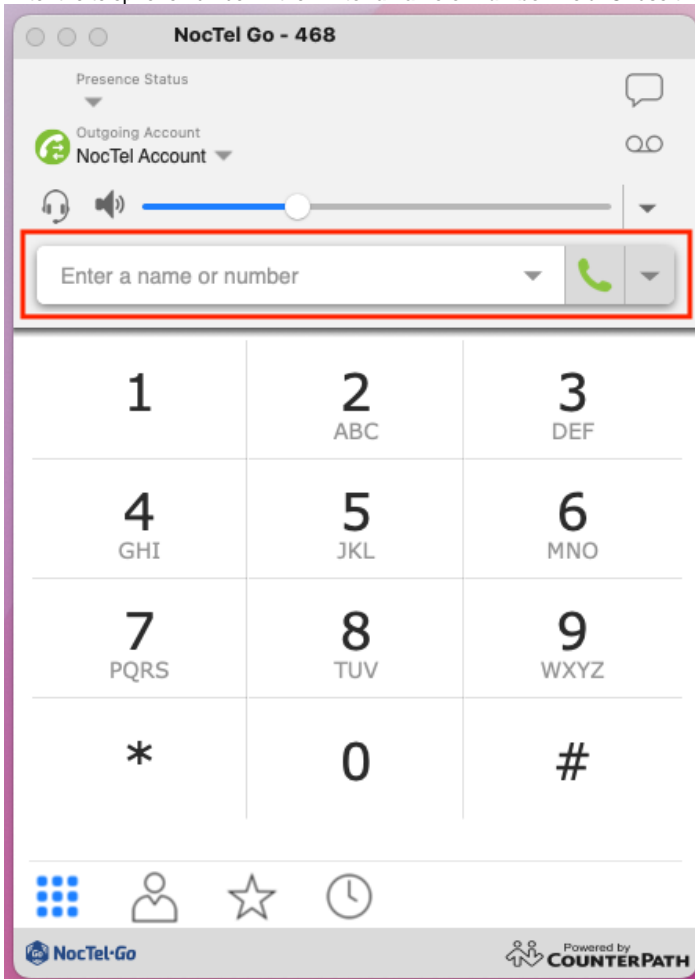 NocTel Go - 468
Presence Status
Outgoing Account
NocTel Account
Enter a name or number
1 2 3
ABC DEF
4 5 6
GHI JKL MNO
7 8 9
PQRS TUV WXYZ
* 0 #
NocTel·Go
Powered by
COUNTERPATH